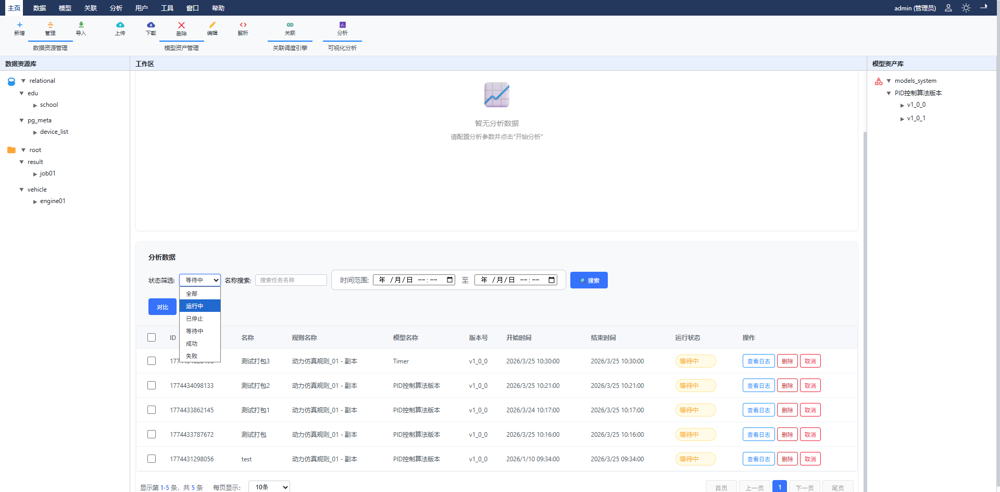 主页 数据 模型 关联 分析 用户 工具 窗口 帮助 admin (管理员)
新增 管理 导入 上传 下载 删除 编辑 解析 关联 分析
数据资源管理 模型资产管理 关联调度引擎 可视化分析
数据资源库
relational
edu
school
pg_meta
device_list
root
result
job01
vehicle
engine01
工作区
暂无分析数据
请配置分析参数并点击"开始分析"
分析数据
状态筛选: 等待中 名称搜索: 搜索任务名称 时间范围: 年 /月/日 --:-- 至 年 /月/日 --:-- 搜索
全部
运行中
已停止
等待中
成功
失败
对比
ID 名称 规则名称 模型名称 版本号 开始时间 结束时间 运行状态 操作
测试打包3 动力仿真规则_01 - 副本 Timer v1_0_0 2026/3/25 10:30:00 2026/3/25 10:30:00 等待中 查看日志 删除 取消
1774434098133 测试打包2 动力仿真规则_01 - 副本 PID控制算法版本 v1_0_0 2026/3/25 10:21:00 2026/3/25 10:21:00 等待中 查看日志 删除 取消
1774433862145 测试打包1 动力仿真规则_01 - 副本 PID控制算法版本 v1_0_0 2026/3/24 10:17:00 2026/3/25 10:17:00 等待中 查看日志 删除 取消
1774433787672 测试打包 动力仿真规则_01 - 副本 PID控制算法版本 v1_0_0 2026/3/25 10:16:00 2026/3/25 10:16:00 等待中 查看日志 删除 取消
1774431298056 test 动力仿真规则_01 - 副本 PID控制算法版本 v1_0_0 2026/1/10 09:34:00 2026/3/25 09:34:00 等待中 查看日志 删除 取消
显示第 1-5 条，共 5 条 每页显示: 10条 首页 上一页 1 下一页 尾页
模型资产库
models_system
PID控制算法版本
v1_0_0
v1_0_1